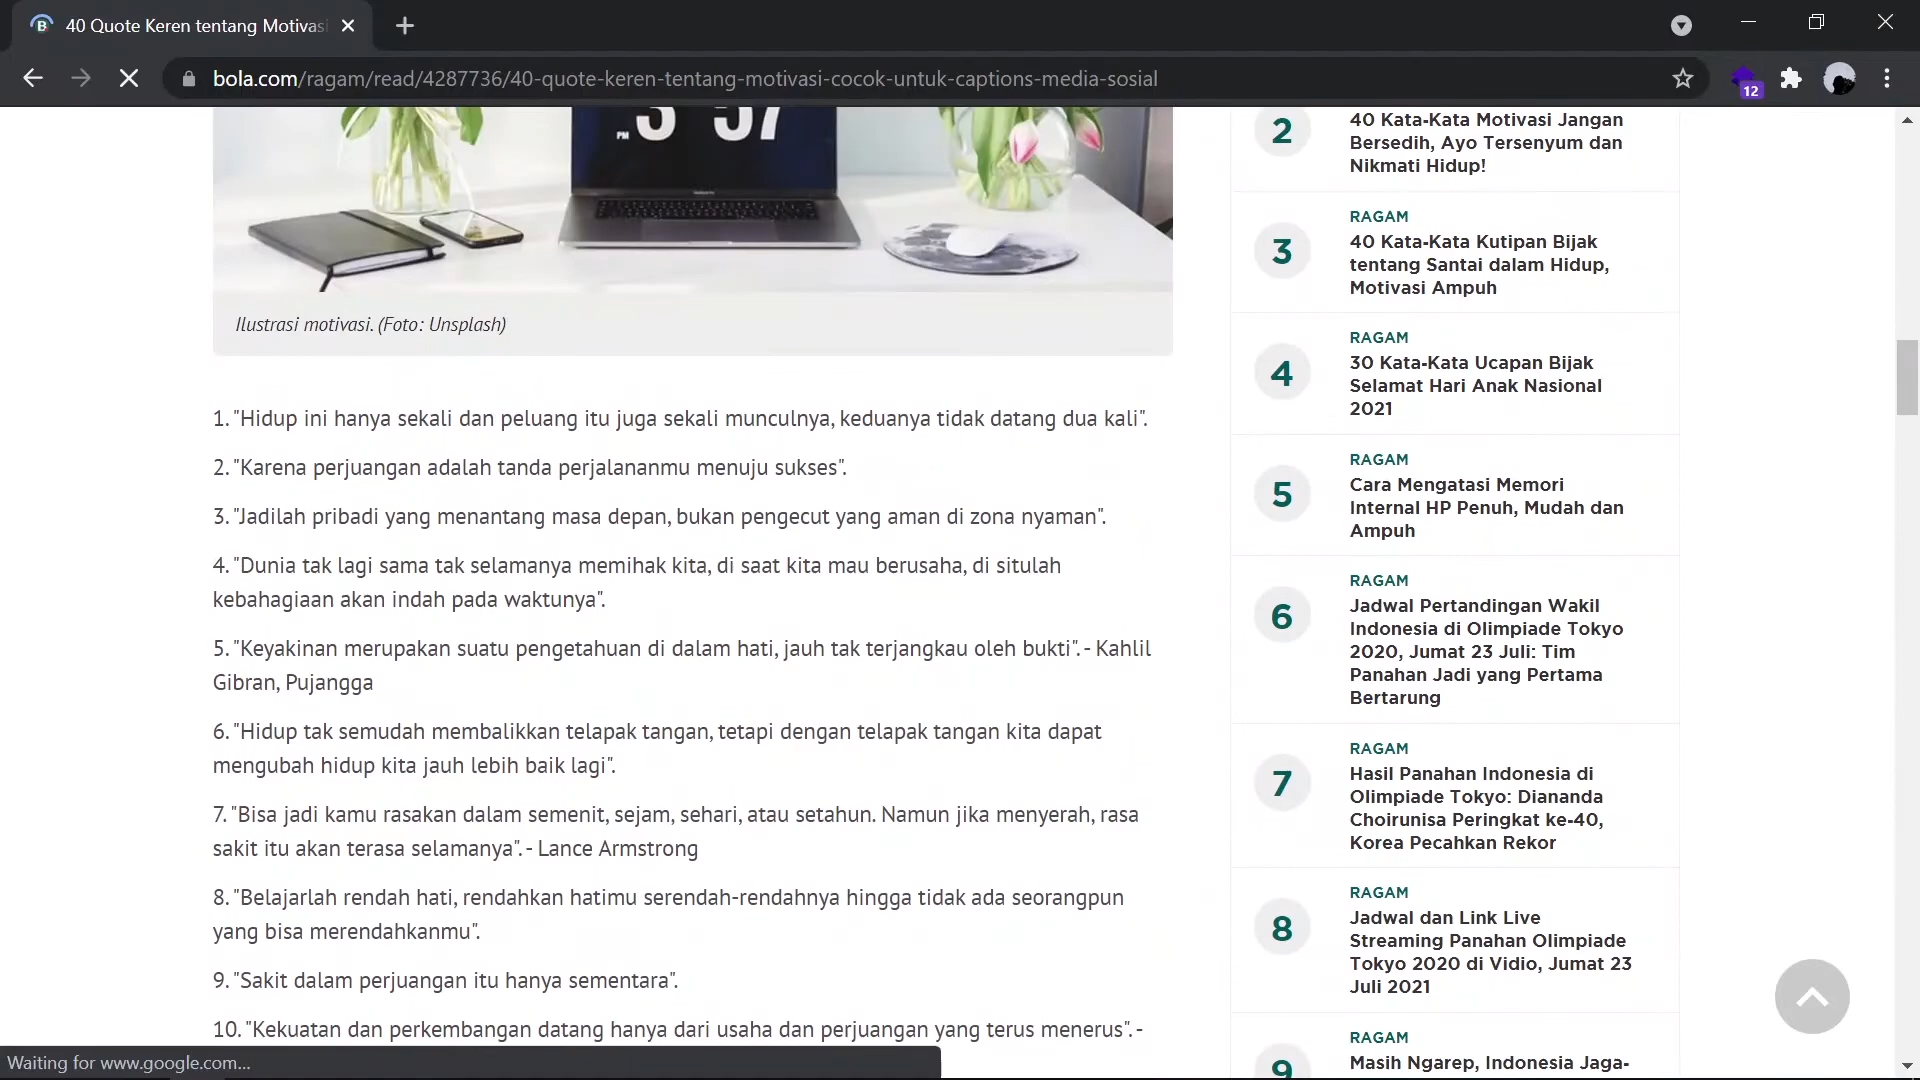 40 Quote Keren tentang Motivasi
bola.com/ragam/read/4287736/40-quote-keren-tentang-motivasi-cocok-untuk-captions-media-sosial
12
PM 3 57
Ilustrasi motivasi. (Foto: Unsplash)
1. "Hidup ini hanya sekali dan peluang itu juga sekali munculnya, keduanya tidak datang dua kali".
2. "Karena perjuangan adalah tanda perjalananmu menuju sukses".
3. "Jadilah pribadi yang menantang masa depan, bukan pengecut yang aman di zona nyaman".
4. "Dunia tak lagi sama tak selamanya memihak kita, di saat kita mau berusaha, di situlah
kebahagiaan akan indah pada waktunya".
5. "Keyakinan merupakan suatu pengetahuan di dalam hati, jauh tak terjangkau oleh bukti". - Kahlil
Gibran, Pujangga
6. "Hidup tak semudah membalikkan telapak tangan, tetapi dengan telapak tangan kita dapat
mengubah hidup kita jauh lebih baik lagi".
7. "Bisa jadi kamu rasakan dalam semenit, sejam, sehari, atau setahun. Namun jika menyerah, rasa
sakit itu akan terasa selamanya". - Lance Armstrong
8. "Belajarlah rendah hati, rendahkan hatimu serendah-rendahnya hingga tidak ada seorangpun
yang bisa merendahkanmu".
9. "Sakit dalam perjuangan itu hanya sementara".
10. "Kekuatan dan perkembangan datang hanya dari usaha dan perjuangan yang terus menerus". -
2
40 Kata-Kata Motivasi Jangan
Bersedih, Ayo Tersenyum dan
Nikmati Hidup!
RAGAM
3
40 Kata-Kata Kutipan Bijak
tentang Santai dalam Hidup,
Motivasi Ampuh
RAGAM
4
30 Kata-Kata Ucapan Bijak
Selamat Hari Anak Nasional
2021
RAGAM
5
Cara Mengatasi Memori
Internal HP Penuh, Mudah dan
Ampuh
RAGAM
6
Jadwal Pertandingan Wakil
Indonesia di Olimpiade Tokyo
2020, Jumat 23 Juli: Tim
Panahan Jadi yang Pertama
Bertarung
RAGAM
7
Hasil Panahan Indonesia di
Olimpiade Tokyo: Diananda
Choirunisa Peringkat ke-40,
Korea Pecahkan Rekor
RAGAM
8
Jadwal dan Link Live
Streaming Panahan Olimpiade
Tokyo 2020 di Vidio, Jumat 23
Juli 2021
RAGAM
9
Masih Ngarep, Indonesia Jaga-
Waiting for www.google.com...